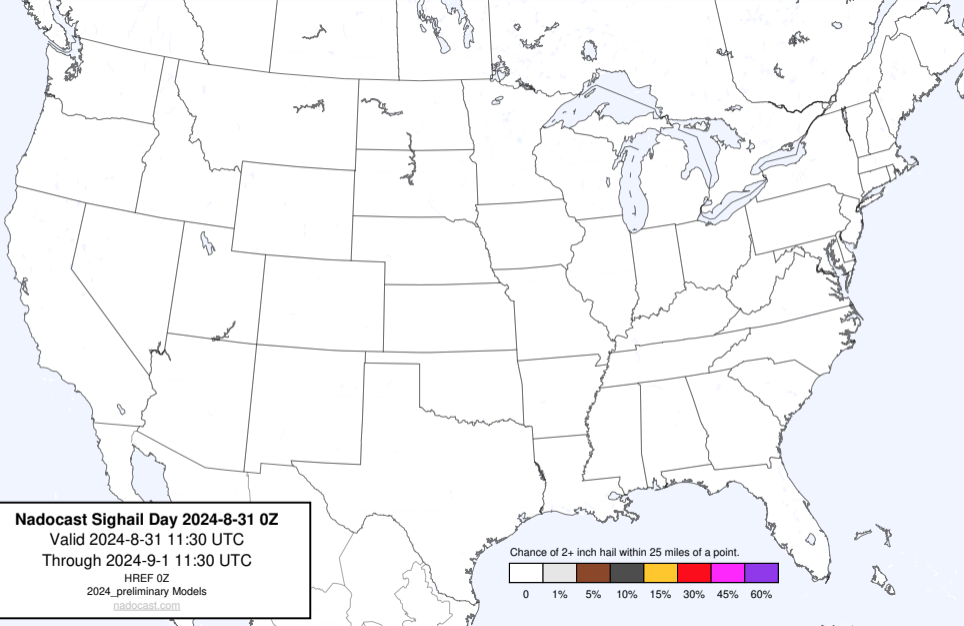 Nadocast Sighail Day 2024-8-31 0Z
Valid 2024-8-31 11:30 UTC
Through 2024-9-1 11:30 UTC
HREF 0Z
2024_preliminary Models
nadocast.com
Chance of 2+ inch hail within 25 miles of a point.
0 1% 5% 10% 15% 30% 45% 60%